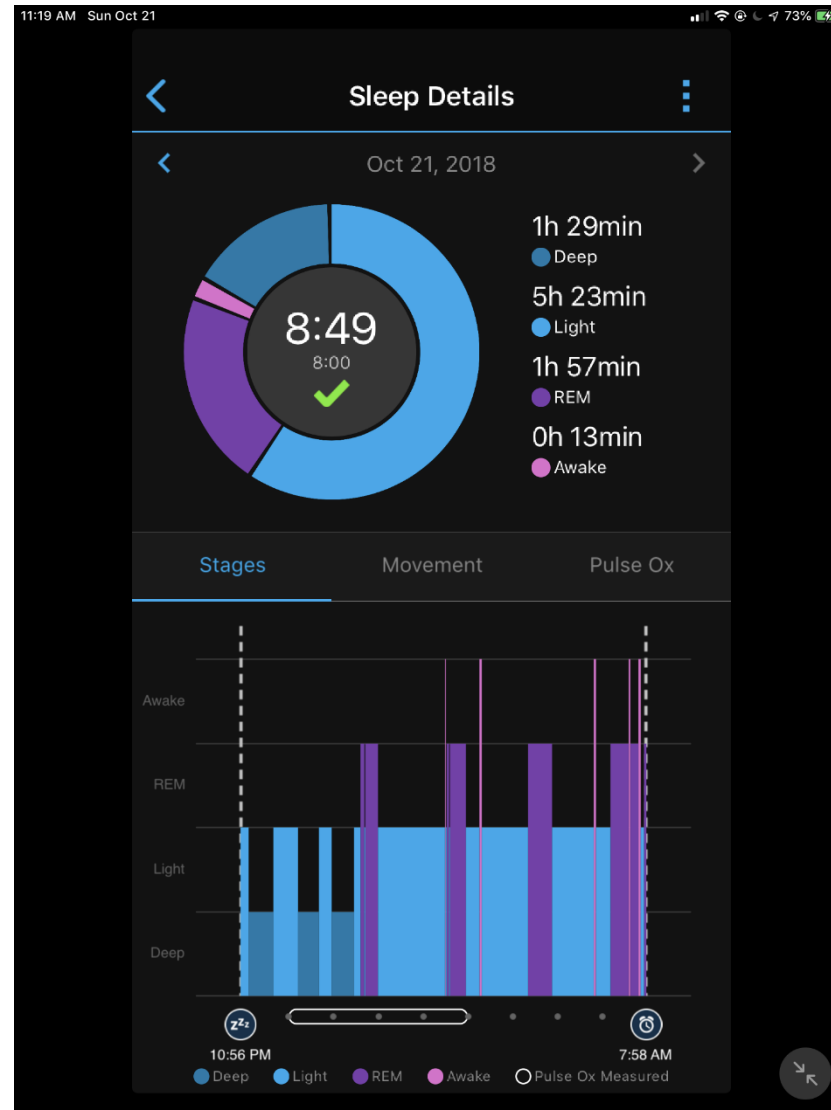 11:19 AM Sun Oct 21 73%
Sleep Details
Oct 21, 2018
8:49
8:00
1h 29min
Deep
5h 23min
Light
1h 57min
REM
0h 13min
Awake
Stages Movement Pulse Ox
Awake
REM
Light
Deep
zzz
10:56 PM 7:58 AM
Deep Light REM Awake Pulse Ox Measured